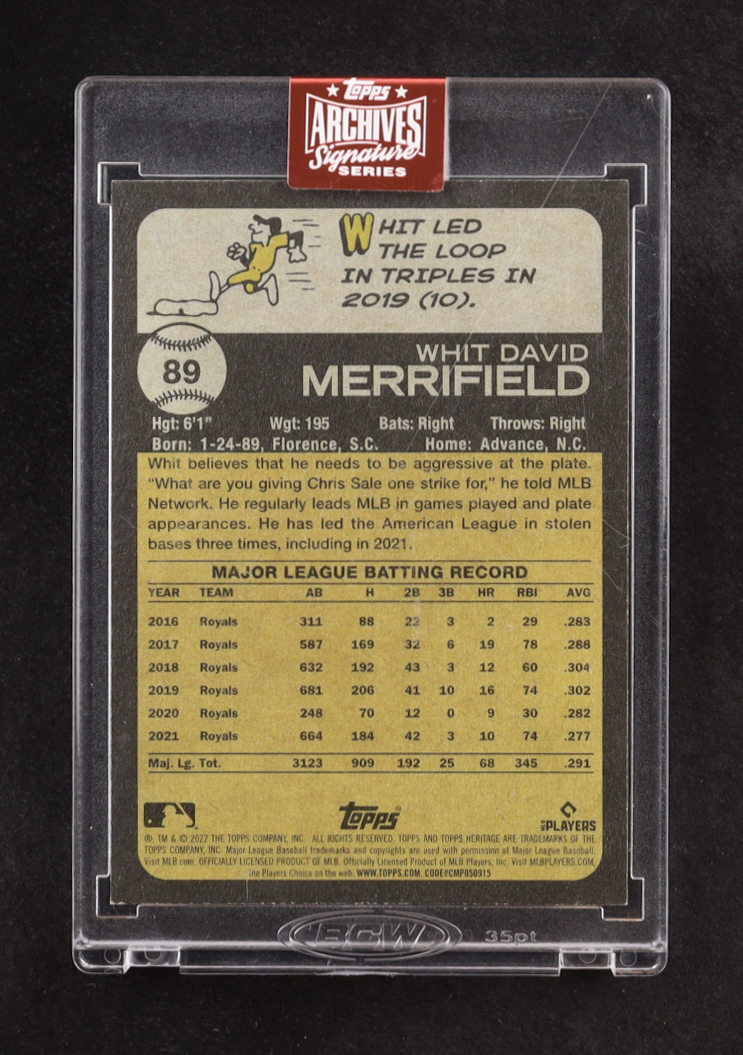 Topps
ARCHIVES
Signature
SERIES
WHIT LED
THE LOOP
IN TRIPLES IN
2019 (10).
89
WHIT DAVID
MERRIFIELD
Hgt: 6'1" Wgt: 195 Bats: Right Throws: Right
Born: 1-24-89, Florence, S.C. Home: Advance, N.C.
Whit believes that he needs to be aggressive at the plate.
"What are you giving Chris Sale one strike for," he told MLB
Network. He regularly leads MLB in games played and plate
appearances. He has led the American League in stolen
bases three times, including in 2021.
MAJOR LEAGUE BATTING RECORD
YEAR TEAM AB H 2B 3B HR RBI AVG
2016 Royals 311 88 22 3 2 29 .283
2017 Royals 587 169 32 6 19 78 .288
2018 Royals 632 192 43 3 12 60 .304
2019 Royals 681 206 41 10 16 74 .302
2020 Royals 248 70 12 0 9 30 .282
2021 Royals 664 184 42 3 10 74 .277
Maj. Lg. Tot. 3123 909 192 25 68 345 .291
Topps®
MLB PLAYERS
®, TM & © 2022 THE TOPPS COMPANY, INC. ALL RIGHTS RESERVED. TOPPS AND TOPPS HERITAGE ARE TRADEMARKS OF THE
TOPPS COMPANY, INC. Major League Baseball trademarks and copyrights are used with permission of Major League Baseball.
Visit MLB.com. OFFICIALLY LICENSED PRODUCT OF MLB. Officially Licensed Product of MLB Players, Inc. Visit MLBPLAYERS.COM,
the Players Choice on the web. WWW.TOPPS.COM. CODE#CMP050915
BCW 35pt